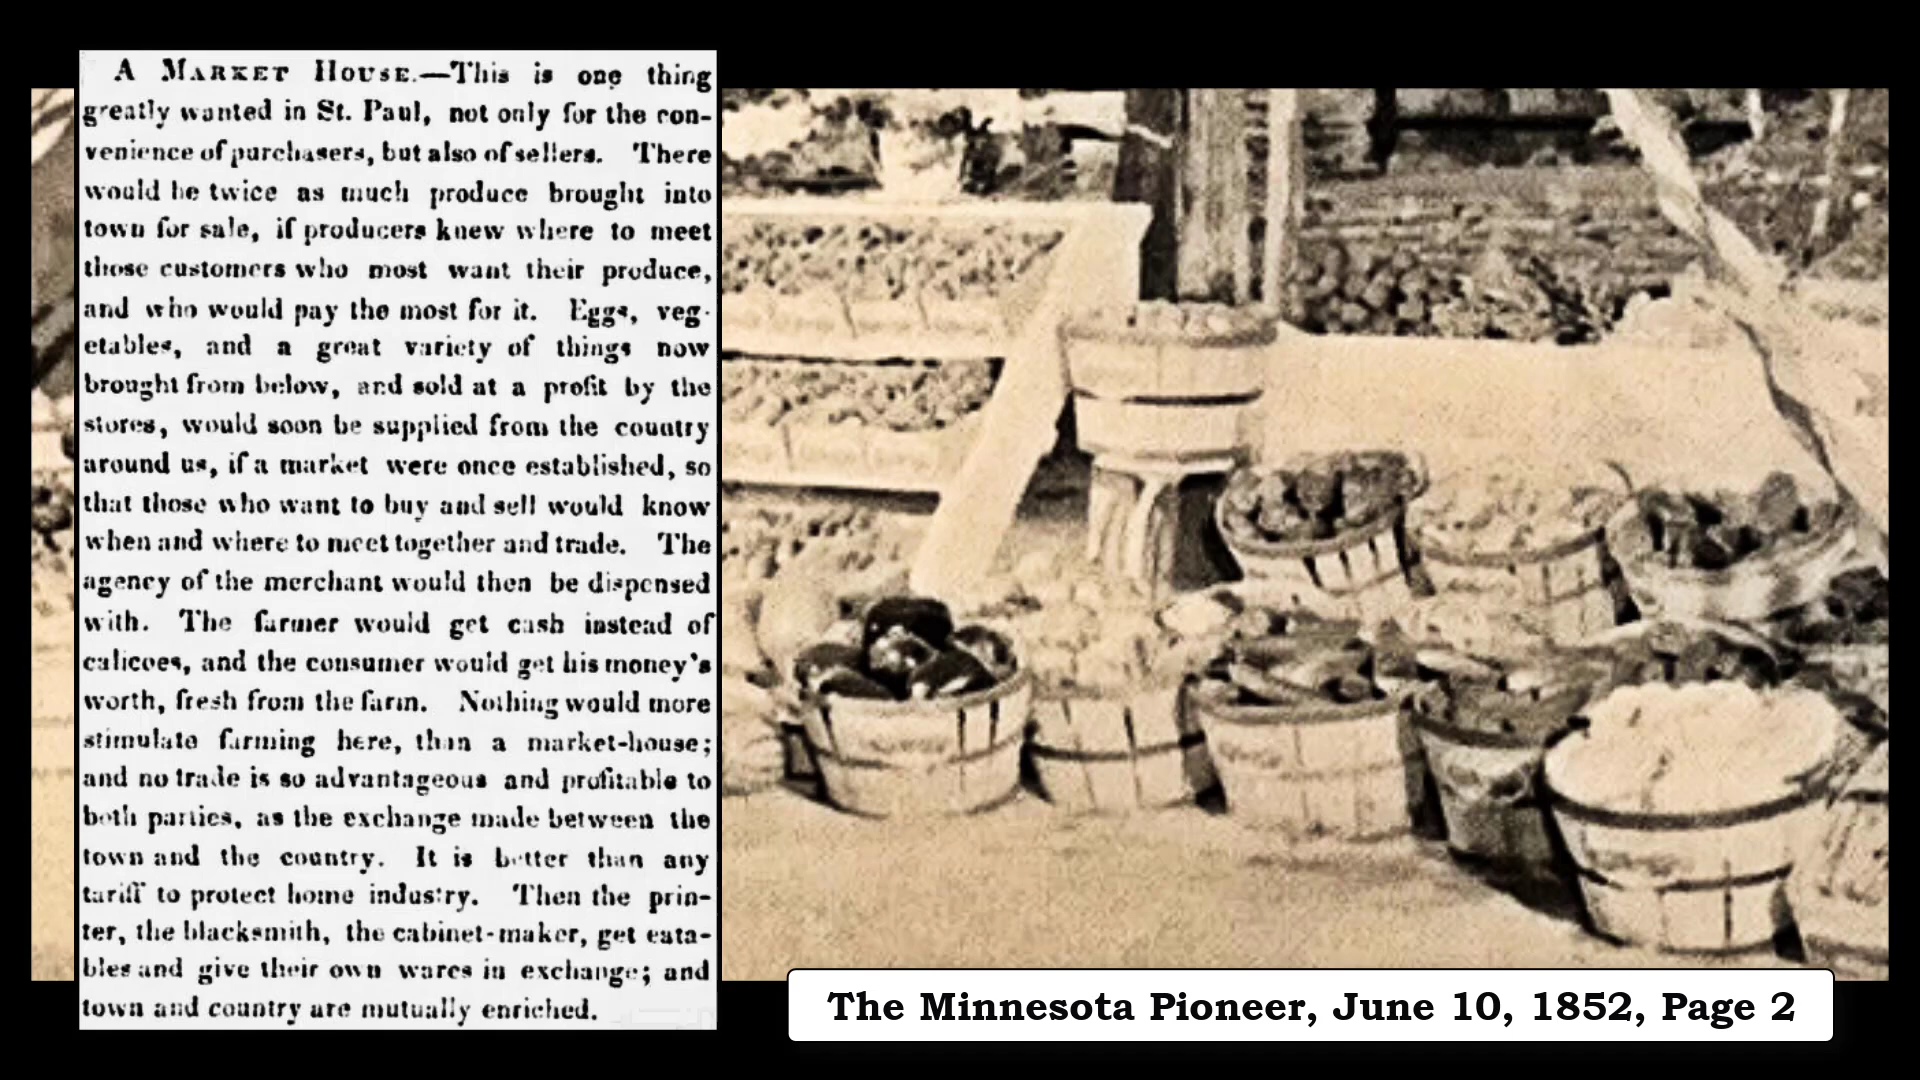 A MARKET HOUSE.—This is one thing
greatly wanted in St. Paul, not only for the con-
venience of purchasers, but also of sellers. There
would be twice as much produce brought into
town for sale, if producers knew where to meet
those customers who most want their produce,
and who would pay the most for it. Eggs, veg-
etables, and a great variety of things now
brought from below, and sold at a profit by the
stores, would soon be supplied from the country
around us, if a market were once established, so
that those who want to buy and sell would know
when and where to meet together and trade. The
agency of the merchant would then be dispensed
with. The farmer would get cash instead of
calicoes, and the consumer would get his money's
worth, fresh from the farm. Nothing would more
stimulate farming here, than a market-house;
and no trade is so advantageous and profitable to
both parties, as the exchange made between the
town and the country. It is better than any
tariff to protect home industry. Then the prin-
ter, the blacksmith, the cabinet-maker, get eata-
bles and give their own wares in exchange; and
town and country are mutually enriched.
The Minnesota Pioneer, June 10, 1852, Page 2